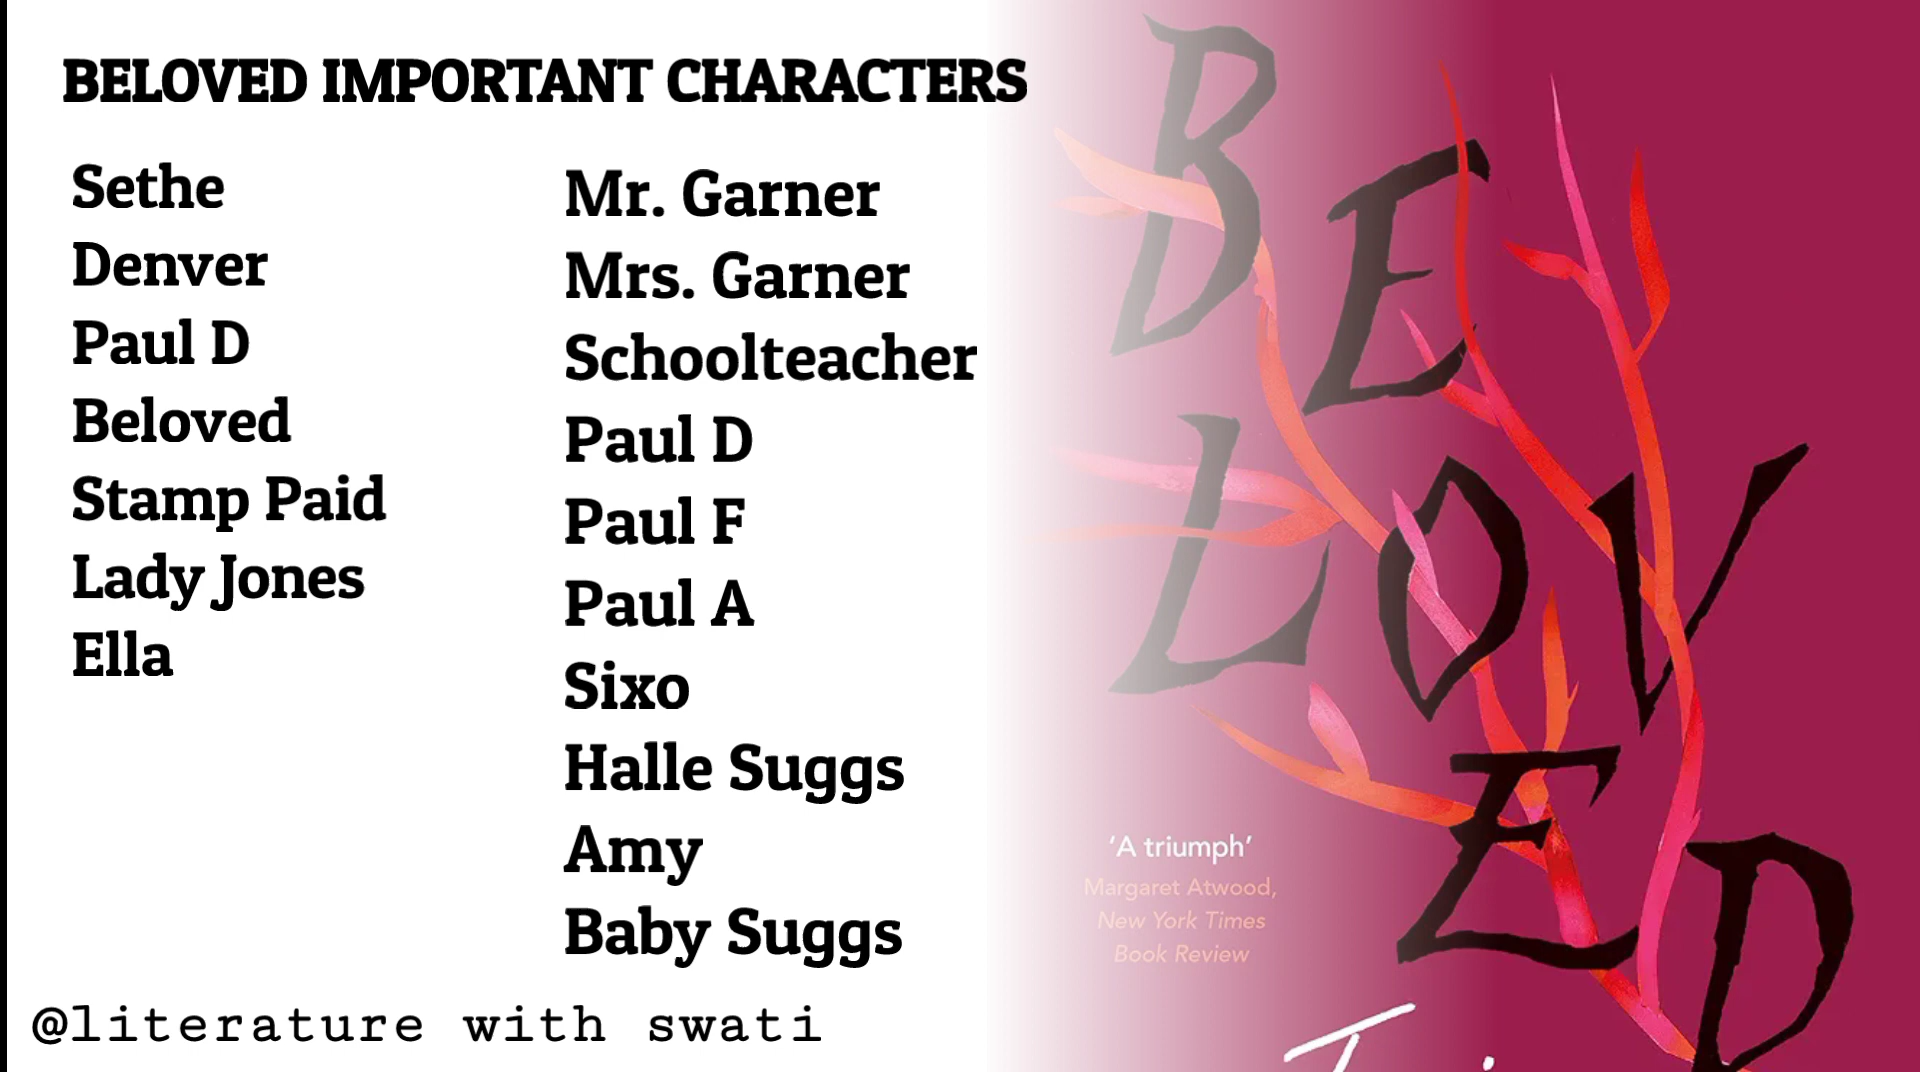 BELOVED IMPORTANT CHARACTERS
Sethe
Denver
Paul D
Beloved
Stamp Paid
Lady Jones
Ella
Mr. Garner
Mrs. Garner
Schoolteacher
Paul D
Paul F
Paul A
Sixo
Halle Suggs
Amy
Baby Suggs
@literature with swati
B E
L O V
E D
'A triumph'
Margaret Atwood,
New York Times
Book Review